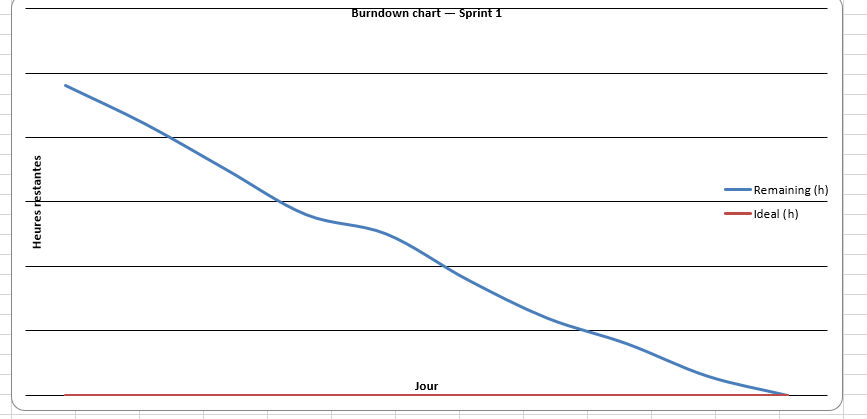 Burndown chart — Sprint 1
Heures restantes
Remaining (h)
Ideal (h)
Jour